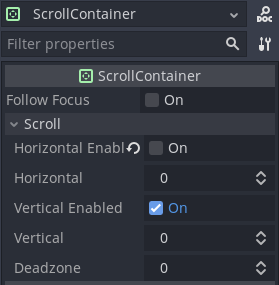 ScrollContainer
DOC
Filter properties
ScrollContainer
Follow Focus On
Scroll
Horizontal Enabl On
Horizontal 0
Vertical Enabled On
Vertical 0
Deadzone 0